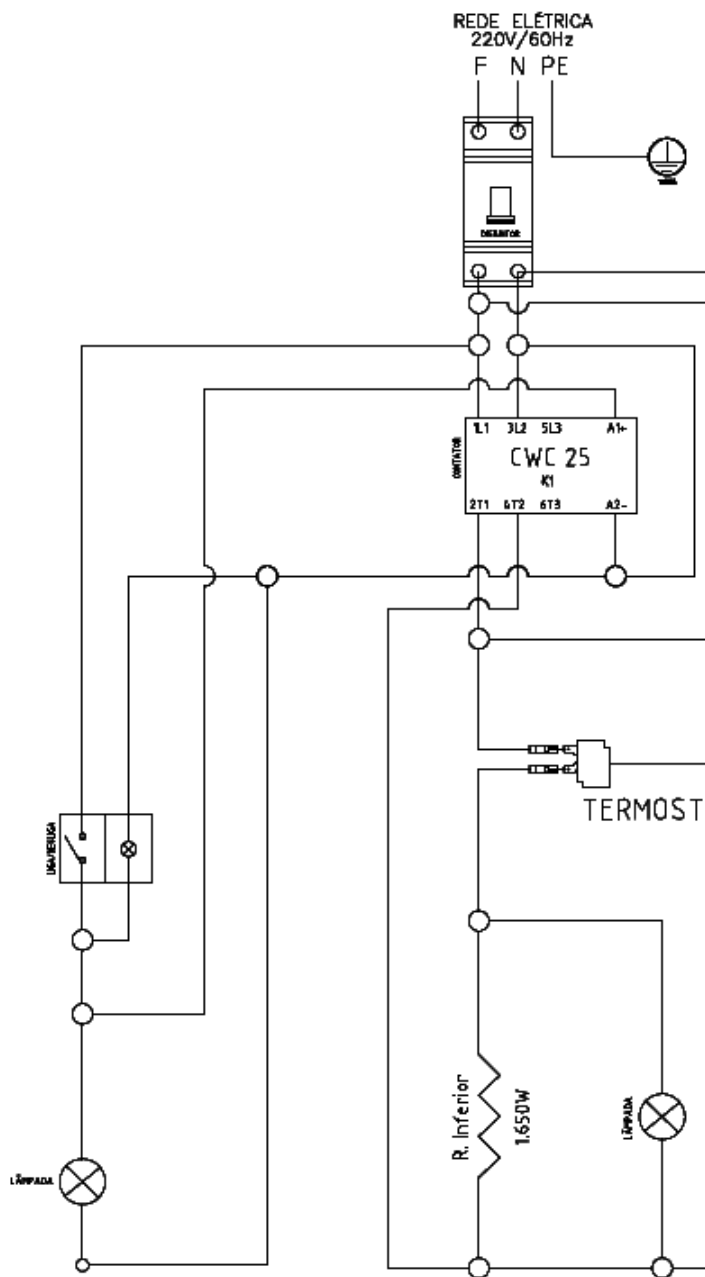 REDE ELÉTRICA
220V/60Hz
F N PE
DISJUNTOR
1L1 3L2 5L3 A1+
CONTATOR
CWC 25
K1
2T1 4T2 6T3 A2-
TERMOST
LIGA/DESLIGA
R. Inferior
1.650W
LÂMPADA
LÂMPADA